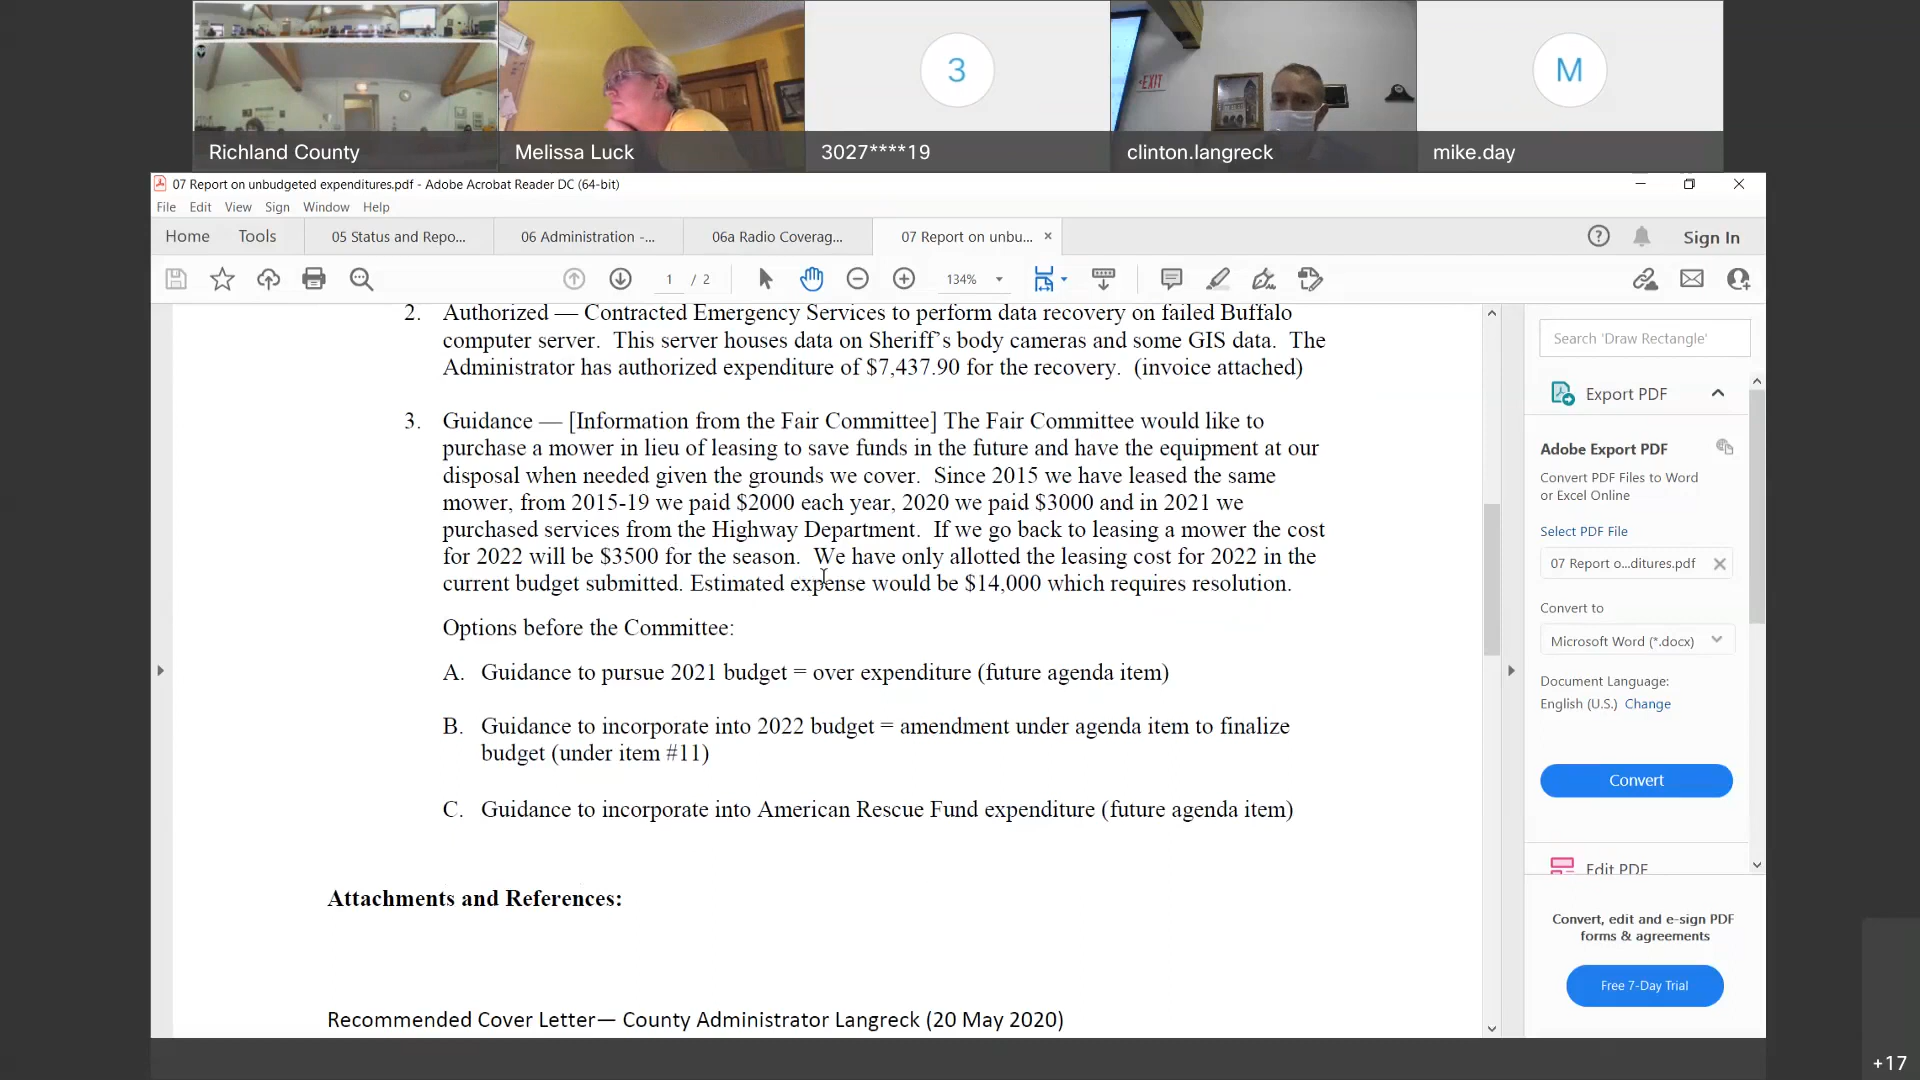 EXIT
3
M
Richland County
Melissa Luck
3027****19
clinton.langreck
mike.day
07 Report on unbudgeted expenditures.pdf - Adobe Acrobat Reader DC (64-bit)
File Edit View Sign Window Help
Home Tools 05 Status and Repo... 06 Administration -... 06a Radio Coverag... 07 Report on unbu... × Sign In
1 / 2 134%
2. Authorized — Contracted Emergency Services to perform data recovery on failed Buffalo
computer server. This server houses data on Sheriff's body cameras and some GIS data. The
Administrator has authorized expenditure of $7,437.90 for the recovery. (invoice attached)
3. Guidance — [Information from the Fair Committee] The Fair Committee would like to
purchase a mower in lieu of leasing to save funds in the future and have the equipment at our
disposal when needed given the grounds we cover. Since 2015 we have leased the same
mower, from 2015-19 we paid $2000 each year, 2020 we paid $3000 and in 2021 we
purchased services from the Highway Department. If we go back to leasing a mower the cost
for 2022 will be $3500 for the season. We have only allotted the leasing cost for 2022 in the
current budget submitted. Estimated expense would be $14,000 which requires resolution.
Options before the Committee:
A. Guidance to pursue 2021 budget = over expenditure (future agenda item)
B. Guidance to incorporate into 2022 budget = amendment under agenda item to finalize
budget (under item #11)
C. Guidance to incorporate into American Rescue Fund expenditure (future agenda item)
Attachments and References:
Recommended Cover Letter— County Administrator Langreck (20 May 2020)
Search 'Draw Rectangle'
Export PDF
Adobe Export PDF
Convert PDF Files to Word
or Excel Online
Select PDF File
07 Report o...ditures.pdf
Convert to
Microsoft Word (*.docx)
Document Language:
English (U.S.) Change
Convert
Edit PDF
Convert, edit and e-sign PDF
forms & agreements
Free 7-Day Trial
+17